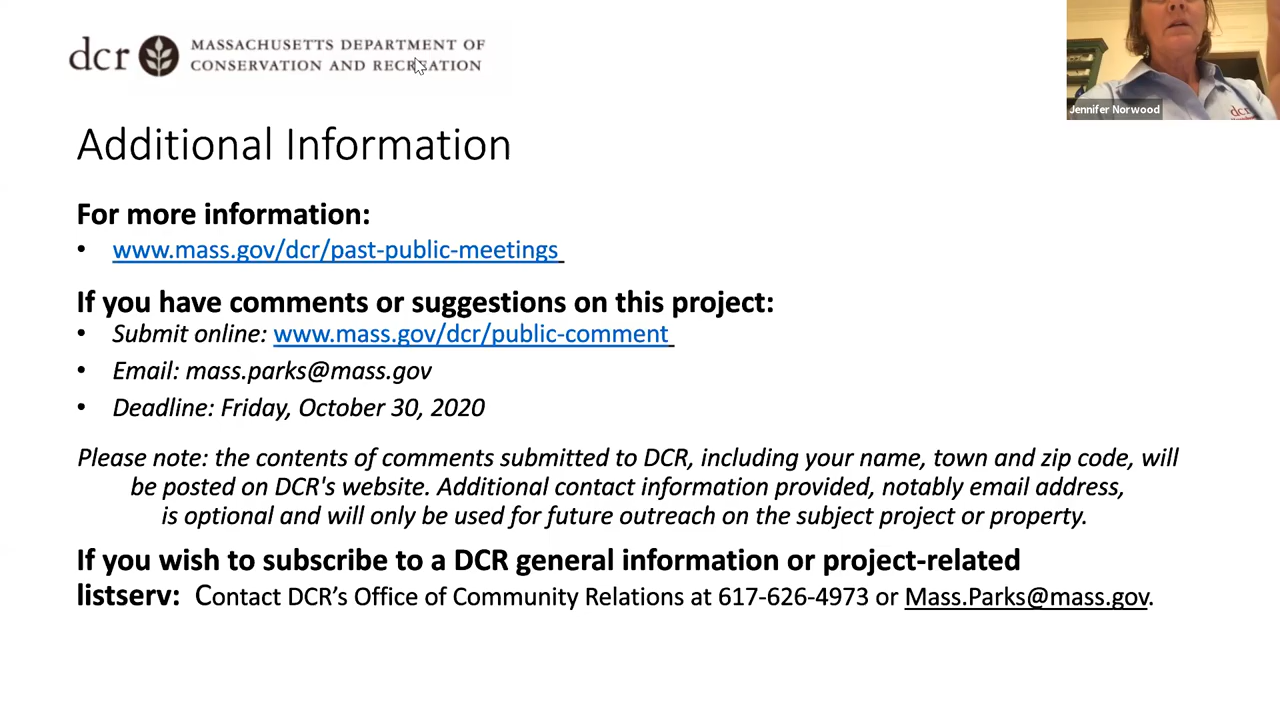 dcr MASSACHUSETTS DEPARTMENT OF
CONSERVATION AND RECREATION
Jennifer Norwood
dcr
Additional Information
For more information:
• www.mass.gov/dcr/past-public-meetings
If you have comments or suggestions on this project:
• Submit online: www.mass.gov/dcr/public-comment
• Email: mass.parks@mass.gov
• Deadline: Friday, October 30, 2020
Please note: the contents of comments submitted to DCR, including your name, town and zip code, will
be posted on DCR's website. Additional contact information provided, notably email address,
is optional and will only be used for future outreach on the subject project or property.
If you wish to subscribe to a DCR general information or project-related
listserv: Contact DCR’s Office of Community Relations at 617-626-4973 or Mass.Parks@mass.gov.